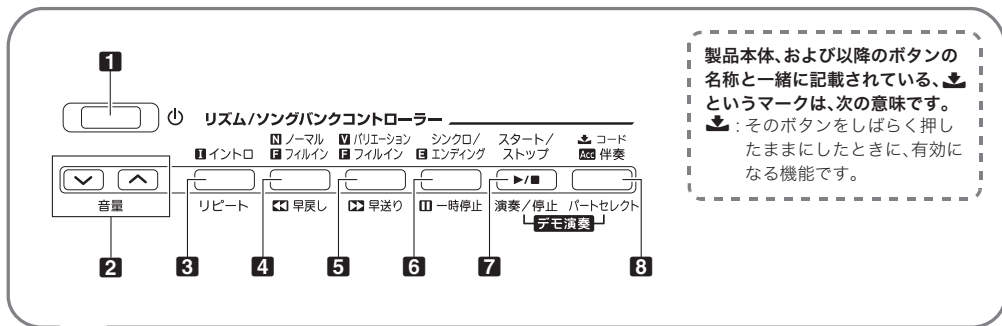 1
リズム/ソングバンクコントローラー
N ノーマル V バリエーション シンクロ/ スタート/ コード
I イントロ F フィルイン F フィルイン E エンディング ストップ Acc 伴奏
音量 リピート 早戻し 早送り 一時停止 演奏/停止 パートセレクト
デモ演奏
2 3 4 5 6 7 8
製品本体、および以降のボタンの
名称と一緒に記載されている、
というマークは、次の意味です。
：そのボタンをしばらく押し
たままにしたときに、有効に
なる機能です。